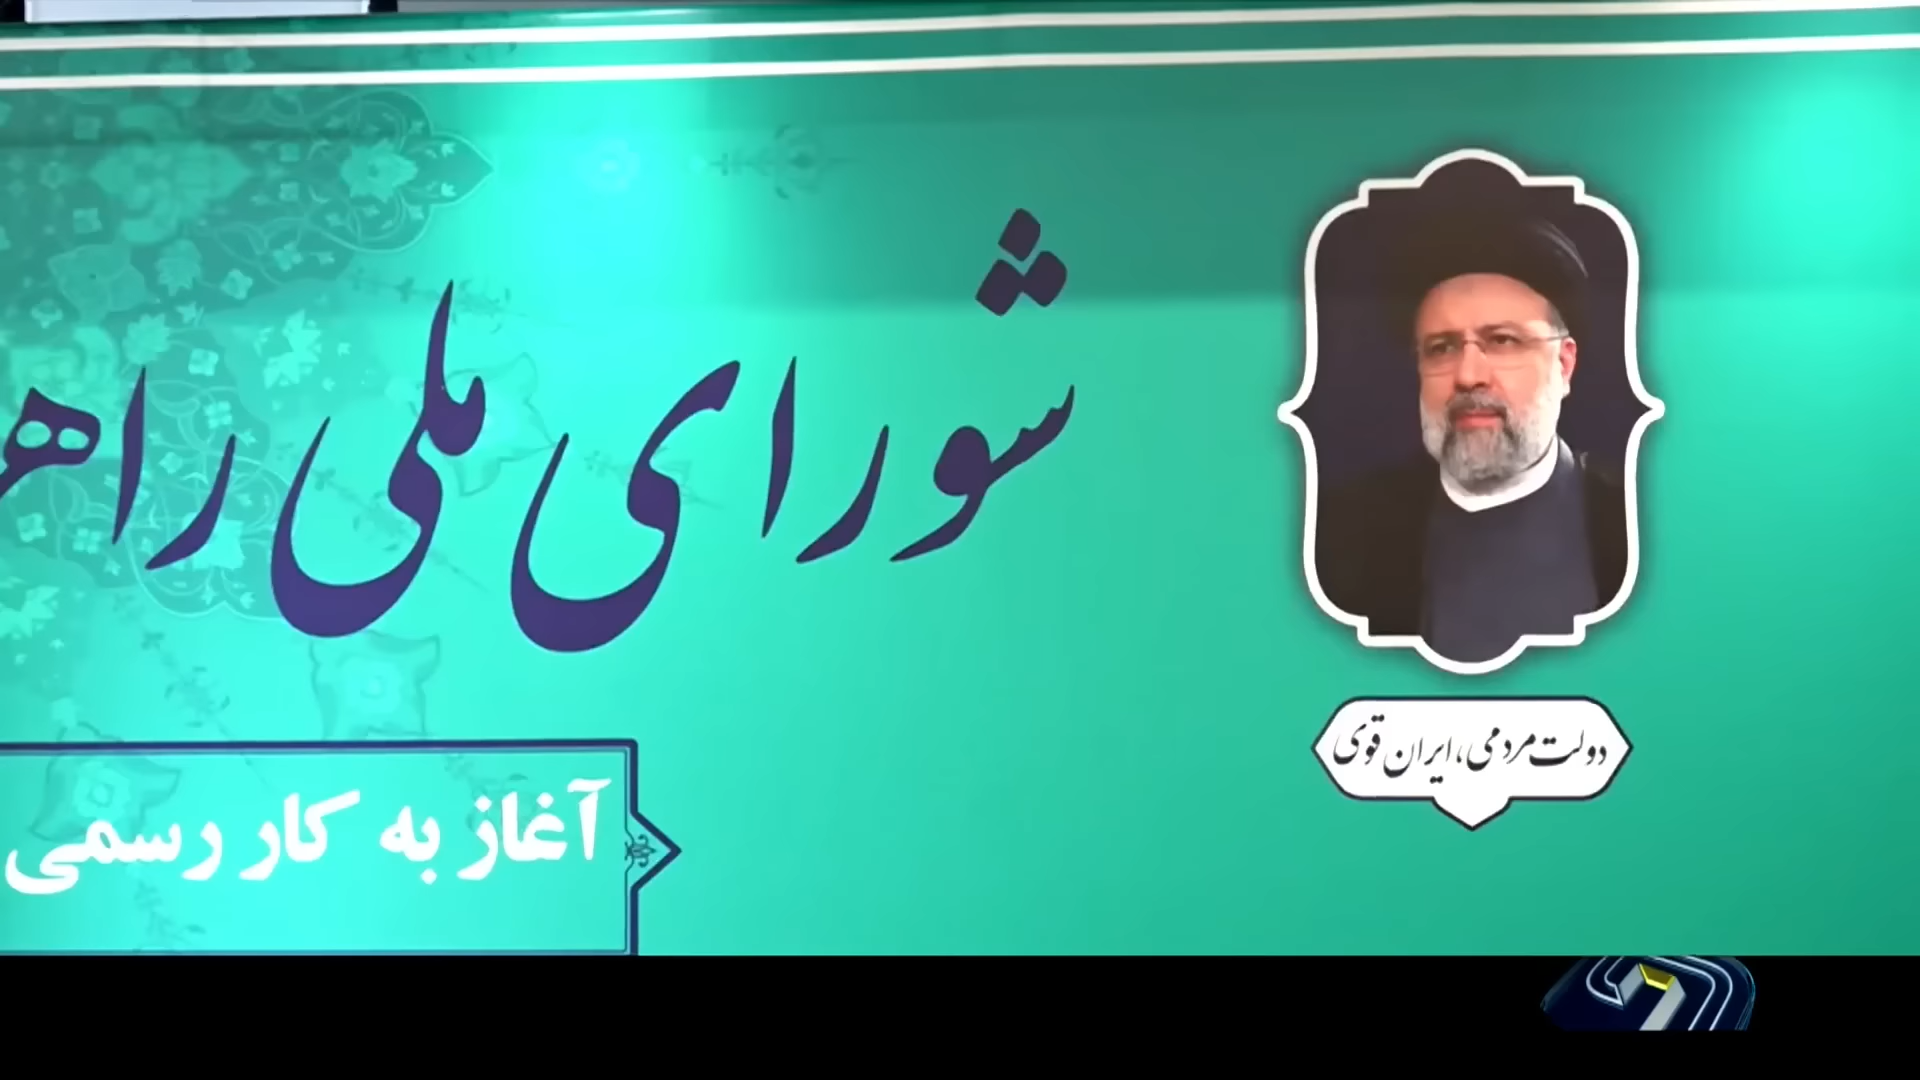 شورای ملی راه
دولت مردمی، ایران قوی
آغاز به کار رسمی